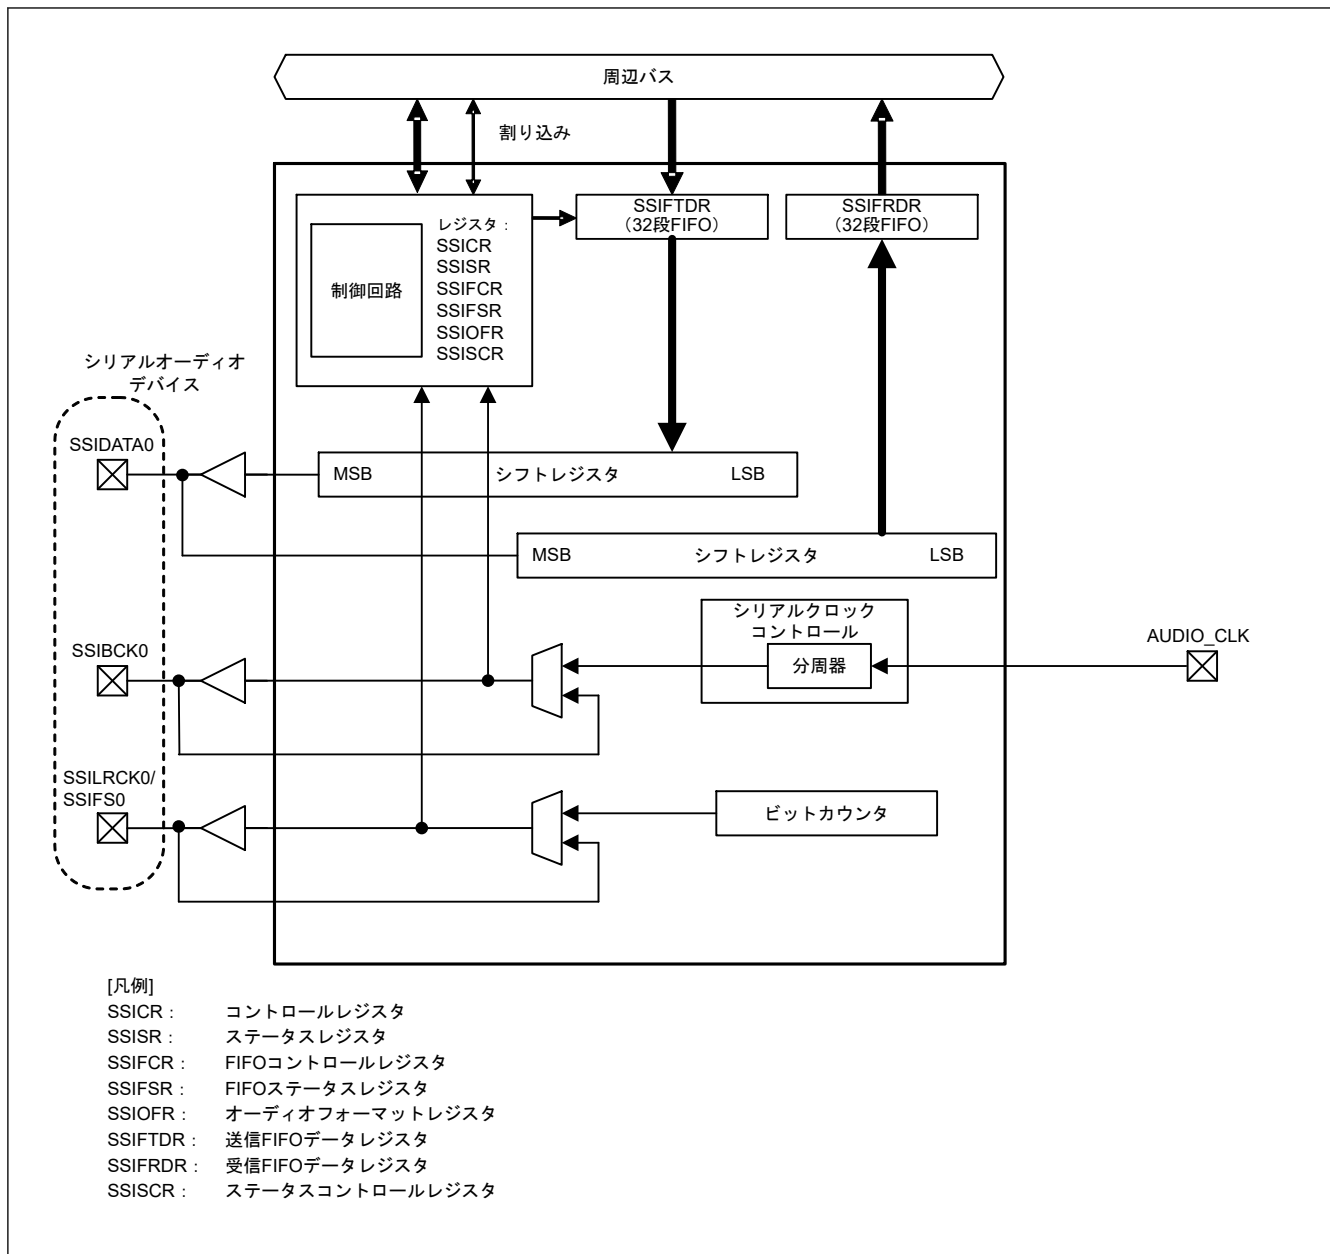 周辺バス
割り込み
SSIFTDR
（32段FIFO）
SSIFRDR
（32段FIFO）
レジスタ：
SSICR
SSISR
SSIFCR
SSIFSR
SSIOFR
SSISCR
制御回路
シリアルオーディオ
デバイス
SSIDATA0
MSB シフトレジスタ LSB
MSB シフトレジスタ LSB
シリアルクロック
コントロール
分周器
AUDIO_CLK
SSIBCK0
SSILRCK0/
SSIFS0
ビットカウンタ
[凡例]
SSICR： コントロールレジスタ
SSISR： ステータスレジスタ
SSIFCR： FIFOコントロールレジスタ
SSIFSR： FIFOステータスレジスタ
SSIOFR： オーディオフォーマットレジスタ
SSIFTDR： 送信FIFOデータレジスタ
SSIFRDR： 受信FIFOデータレジスタ
SSISCR： ステータスコントロールレジスタ